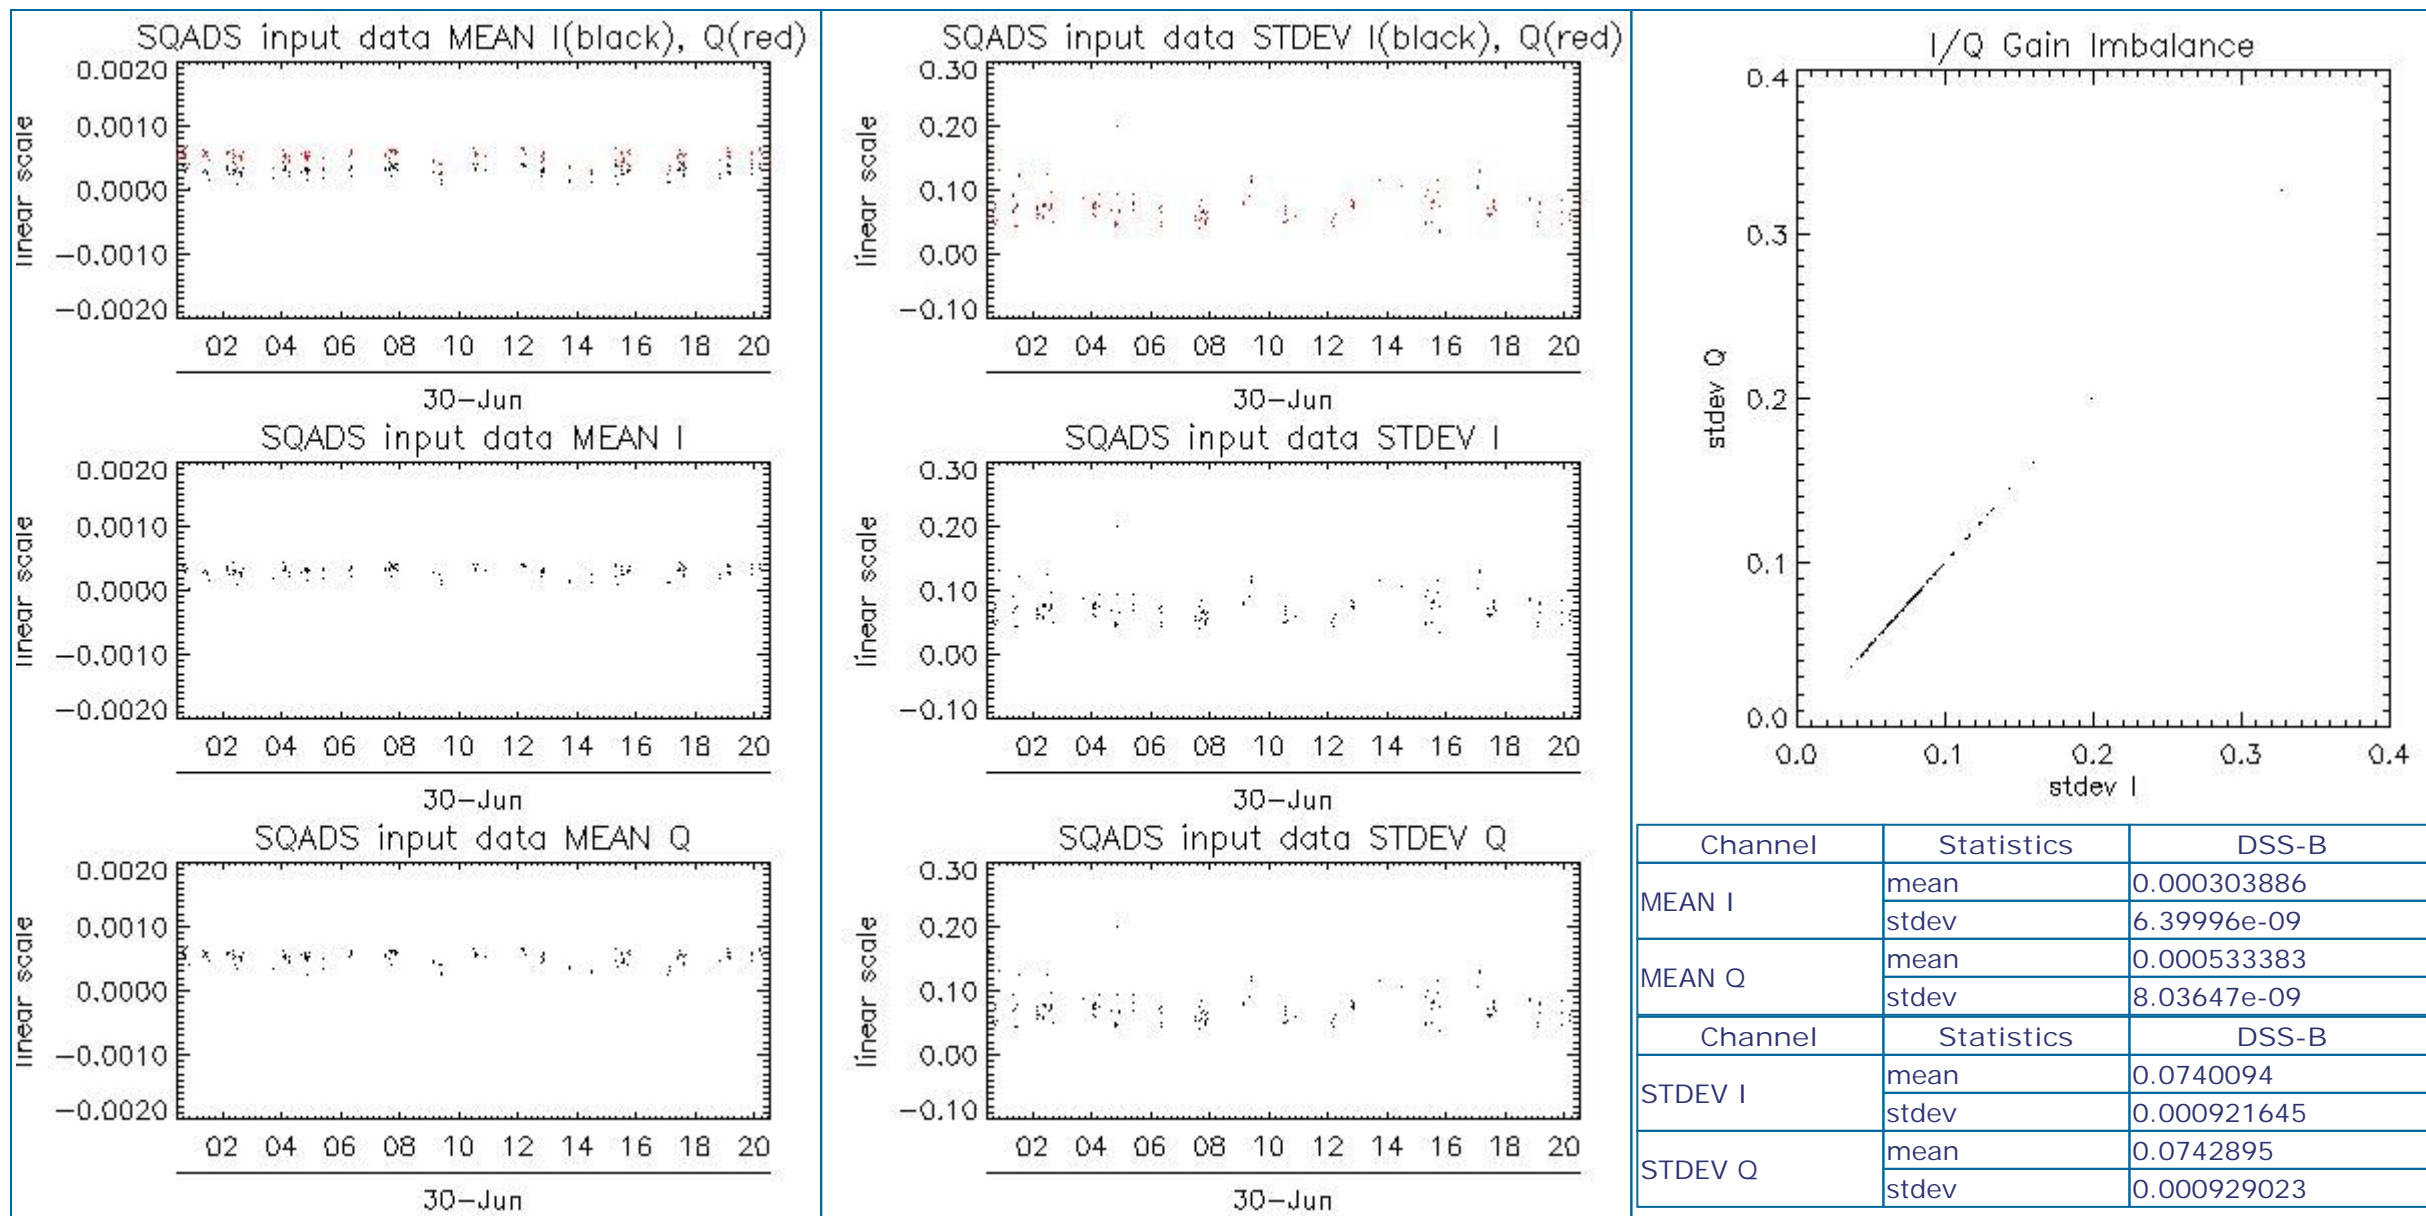 SQADS input data MEAN I(black), Q(red)
linear scale
0.0020
0.0010
0.0000
−0.0010
−0.0020
02 04 06 08 10 12 14 16 18 20
30−Jun
SQADS input data MEAN I
linear scale
0.0020
0.0010
0.0000
−0.0010
−0.0020
02 04 06 08 10 12 14 16 18 20
30−Jun
SQADS input data MEAN Q
linear scale
0.0020
0.0010
0.0000
−0.0010
−0.0020
02 04 06 08 10 12 14 16 18 20
30−Jun
SQADS input data STDEV I(black), Q(red)
linear scale
0.30
0.20
0.10
0.00
−0.10
02 04 06 08 10 12 14 16 18 20
30−Jun
SQADS input data STDEV I
linear scale
0.30
0.20
0.10
0.00
−0.10
02 04 06 08 10 12 14 16 18 20
30−Jun
SQADS input data STDEV Q
linear scale
0.30
0.20
0.10
0.00
−0.10
02 04 06 08 10 12 14 16 18 20
30−Jun
I/Q Gain Imbalance
stdev Q
0.4
0.3
0.2
0.1
0.0
0.0 0.1 0.2 0.3 0.4
stdev I
Channel Statistics DSS-B
MEAN I mean 0.000303886
stdev 6.39996e-09
MEAN Q mean 0.000533383
stdev 8.03647e-09
Channel Statistics DSS-B
STDEV I mean 0.0740094
stdev 0.000921645
STDEV Q mean 0.0742895
stdev 0.000929023